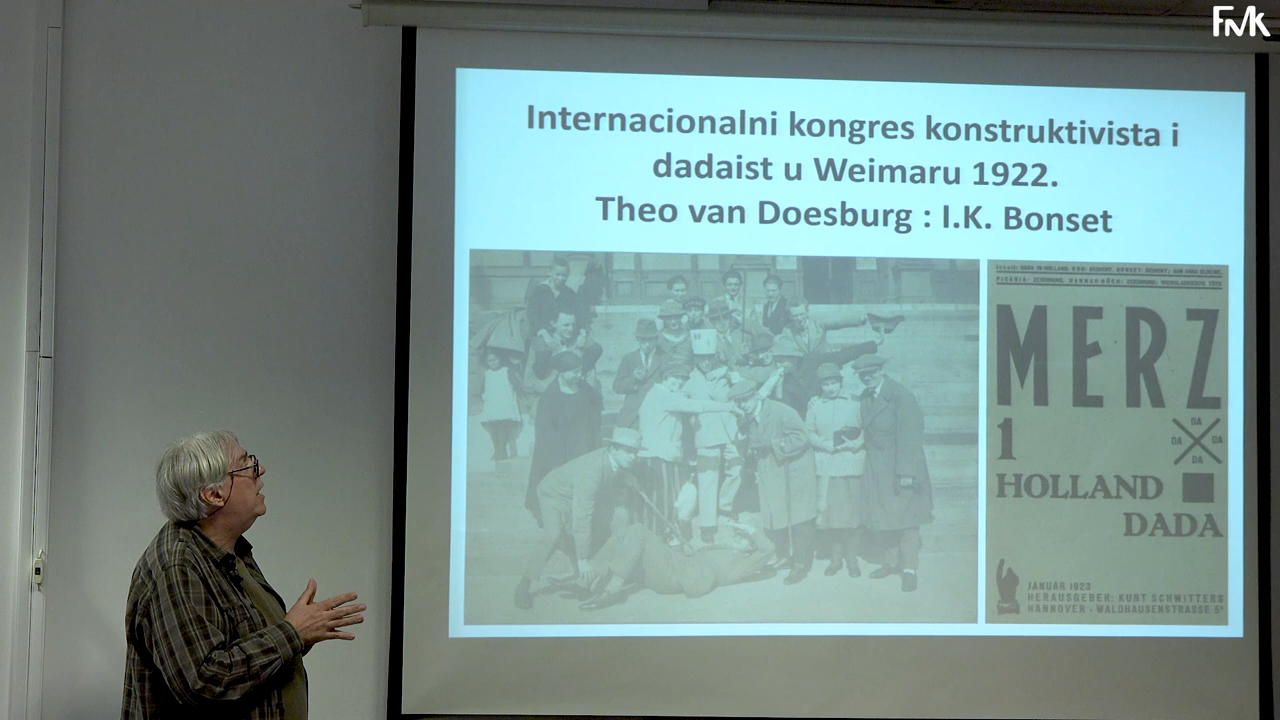 FMK
Internacionalni kongres konstruktivista i
dadaist u Weimaru 1922.
Theo van Doesburg : I.K. Bonset
MERZ
1
DA
DA DA
DA
HOLLAND
DADA
JANUAR 1923
HERAUSGEBER: KURT SCHWITTERS
HANNOVER · WALDHAUSENSTRASSE 5ᴵᴵ